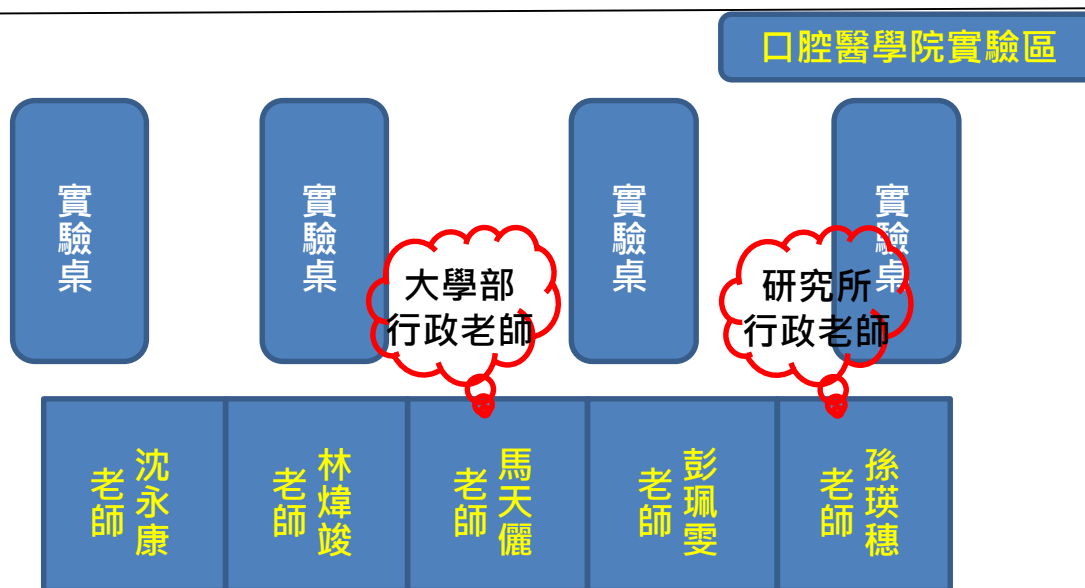 口腔醫學院實驗區
實驗桌
實驗桌
實驗桌
實驗桌
大學部
行政老師
研究所
行政老師
沈永康
老師
林煒竣
老師
馬天儷
老師
彭珮雯
老師
孫瑛穗
老師